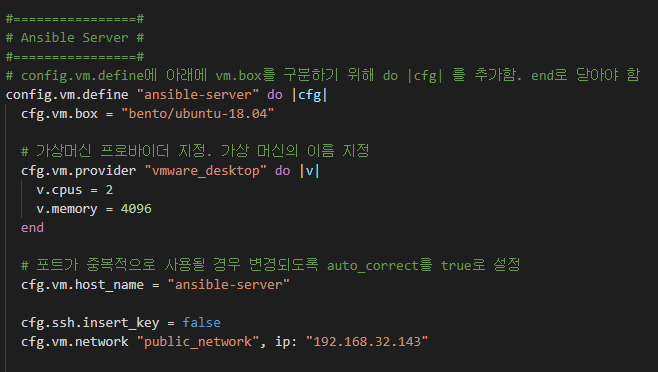 #================#
# Ansible Server #
#================#
# config.vm.define에 아래에 vm.box를 구분하기 위해 do |cfg| 를 추가함. end로 닫아야 함
config.vm.define "ansible-server" do |cfg|
cfg.vm.box = "bento/ubuntu-18.04"
# 가상머신 프로바이더 지정. 가상 머신의 이름 지정
cfg.vm.provider "vmware_desktop" do |v|
v.cpus = 2
v.memory = 4096
end
# 포트가 중복적으로 사용될 경우 변경되도록 auto_correct를 true로 설정
cfg.vm.host_name = "ansible-server"
cfg.ssh.insert_key = false
cfg.vm.network "public_network", ip: "192.168.32.143"